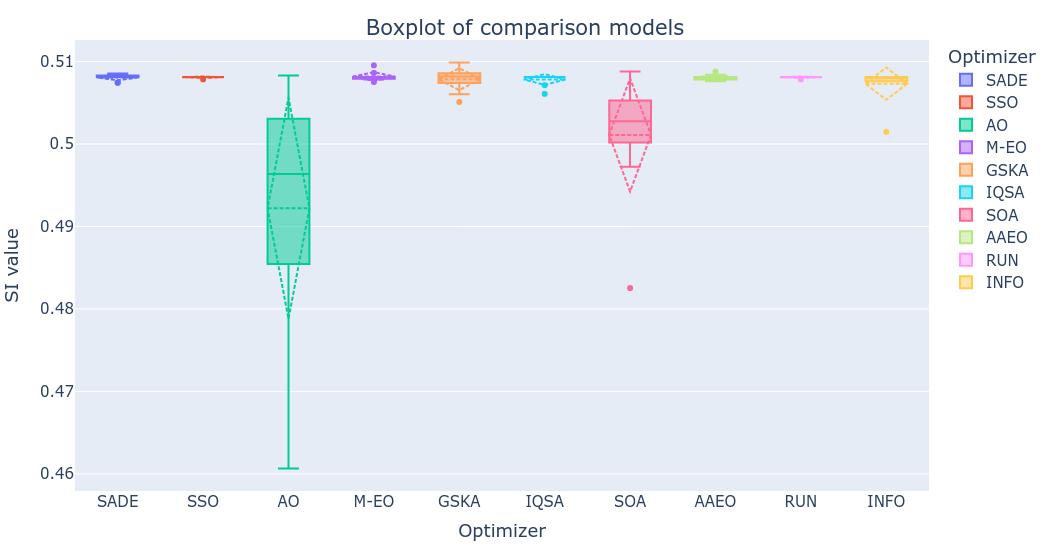 Boxplot of comparison models
SI value
0.51
0.5
0.49
0.48
0.47
0.46
SADE SSO AO M-EO GSKA IQSA SOA AAEO RUN INFO
Optimizer
Optimizer
SADE
SSO
AO
M-EO
GSKA
IQSA
SOA
AAEO
RUN
INFO